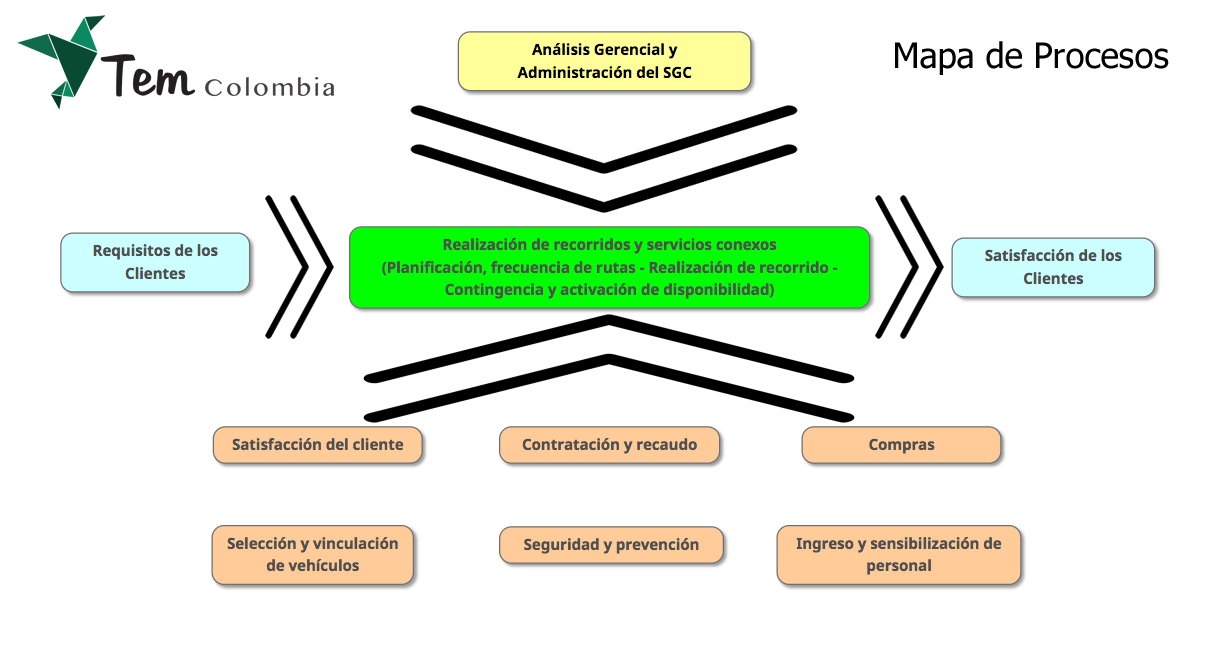 Tem Colombia
Análisis Gerencial y
Administración del SGC
Mapa de Procesos
Requisitos de los
Clientes
Realización de recorridos y servicios conexos
(Planificación, frecuencia de rutas - Realización de recorrido -
Contingencia y activación de disponibilidad)
Satisfacción de los
Clientes
Satisfacción del cliente
Contratación y recaudo
Compras
Selección y vinculación
de vehículos
Seguridad y prevención
Ingreso y sensibilización de
personal